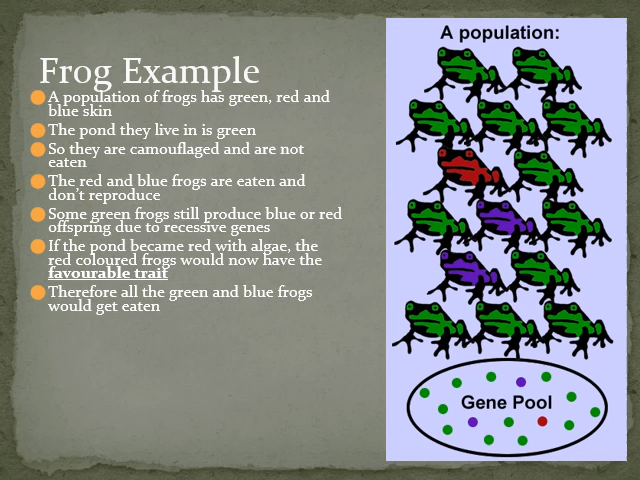 Frog Example
A population of frogs has green, red and
blue skin
The pond they live in is green
So they are camouflaged and are not
eaten
The red and blue frogs are eaten and
don't reproduce
Some green frogs still produce blue or red
offspring due to recessive genes
If the pond became red with algae, the
red coloured frogs would now have the
favourable trait
Therefore all the green and blue frogs
would get eaten
A population:
Gene Pool